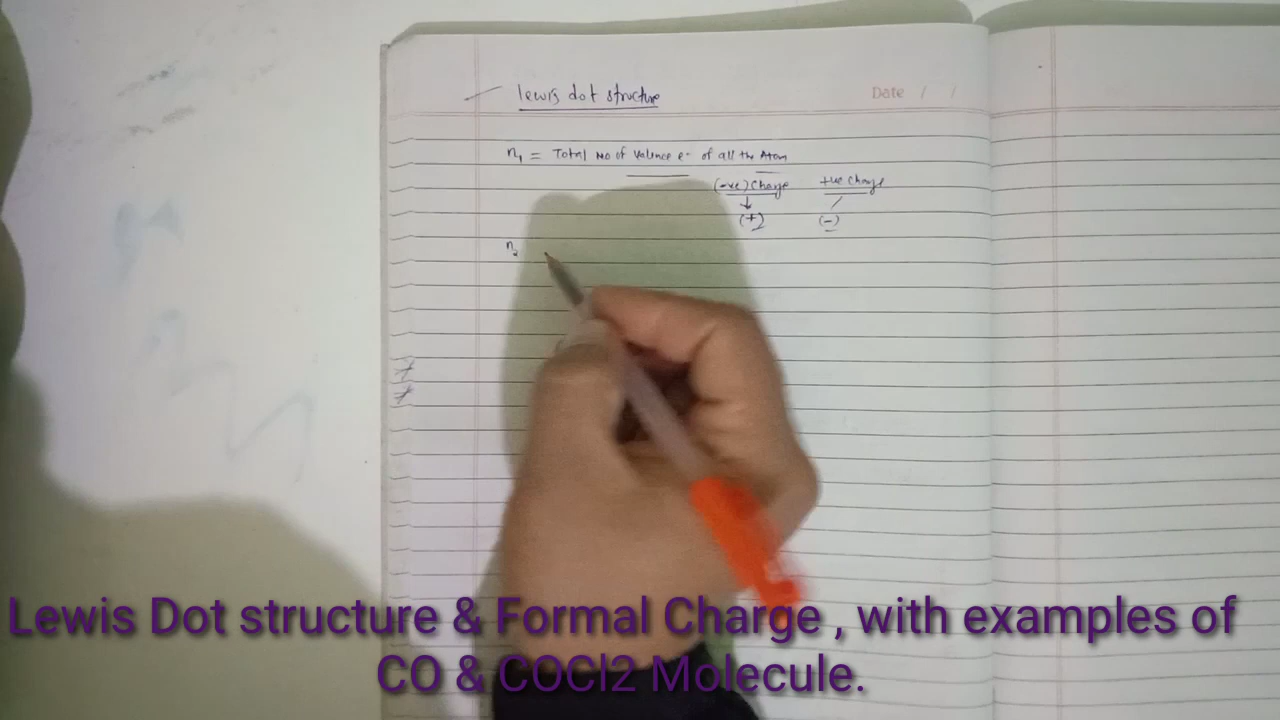 Lewis dot structure
Date / /
n1 = Total No of Valence e- of all the Atom
(-ve) Charge +ve Charge
(+) (-)
n2
Lewis Dot structure & Formal Charge , with examples of
CO & COCl2 Molecule.